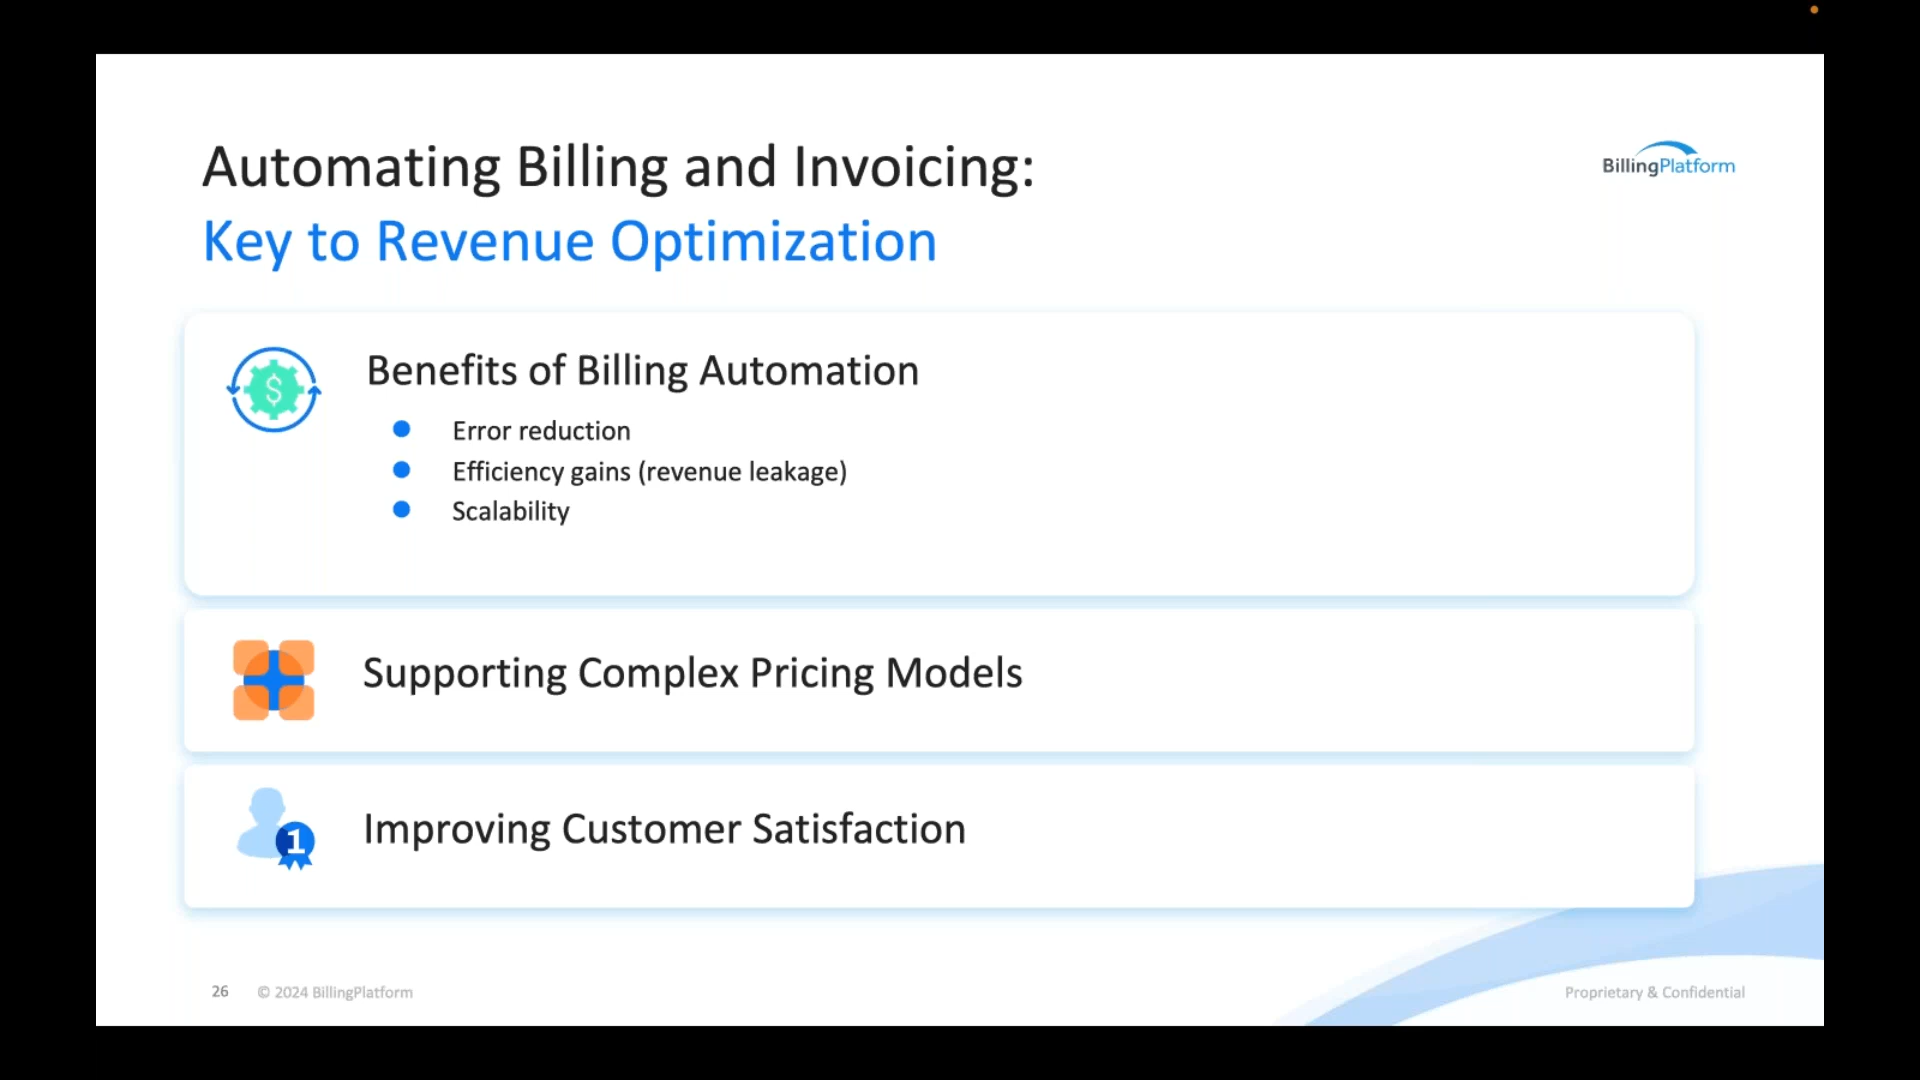 Automating Billing and Invoicing:
Key to Revenue Optimization
BillingPlatform
$
Benefits of Billing Automation
Error reduction
Efficiency gains (revenue leakage)
Scalability
Supporting Complex Pricing Models
1
Improving Customer Satisfaction
26
© 2024 BillingPlatform
Proprietary & Confidential